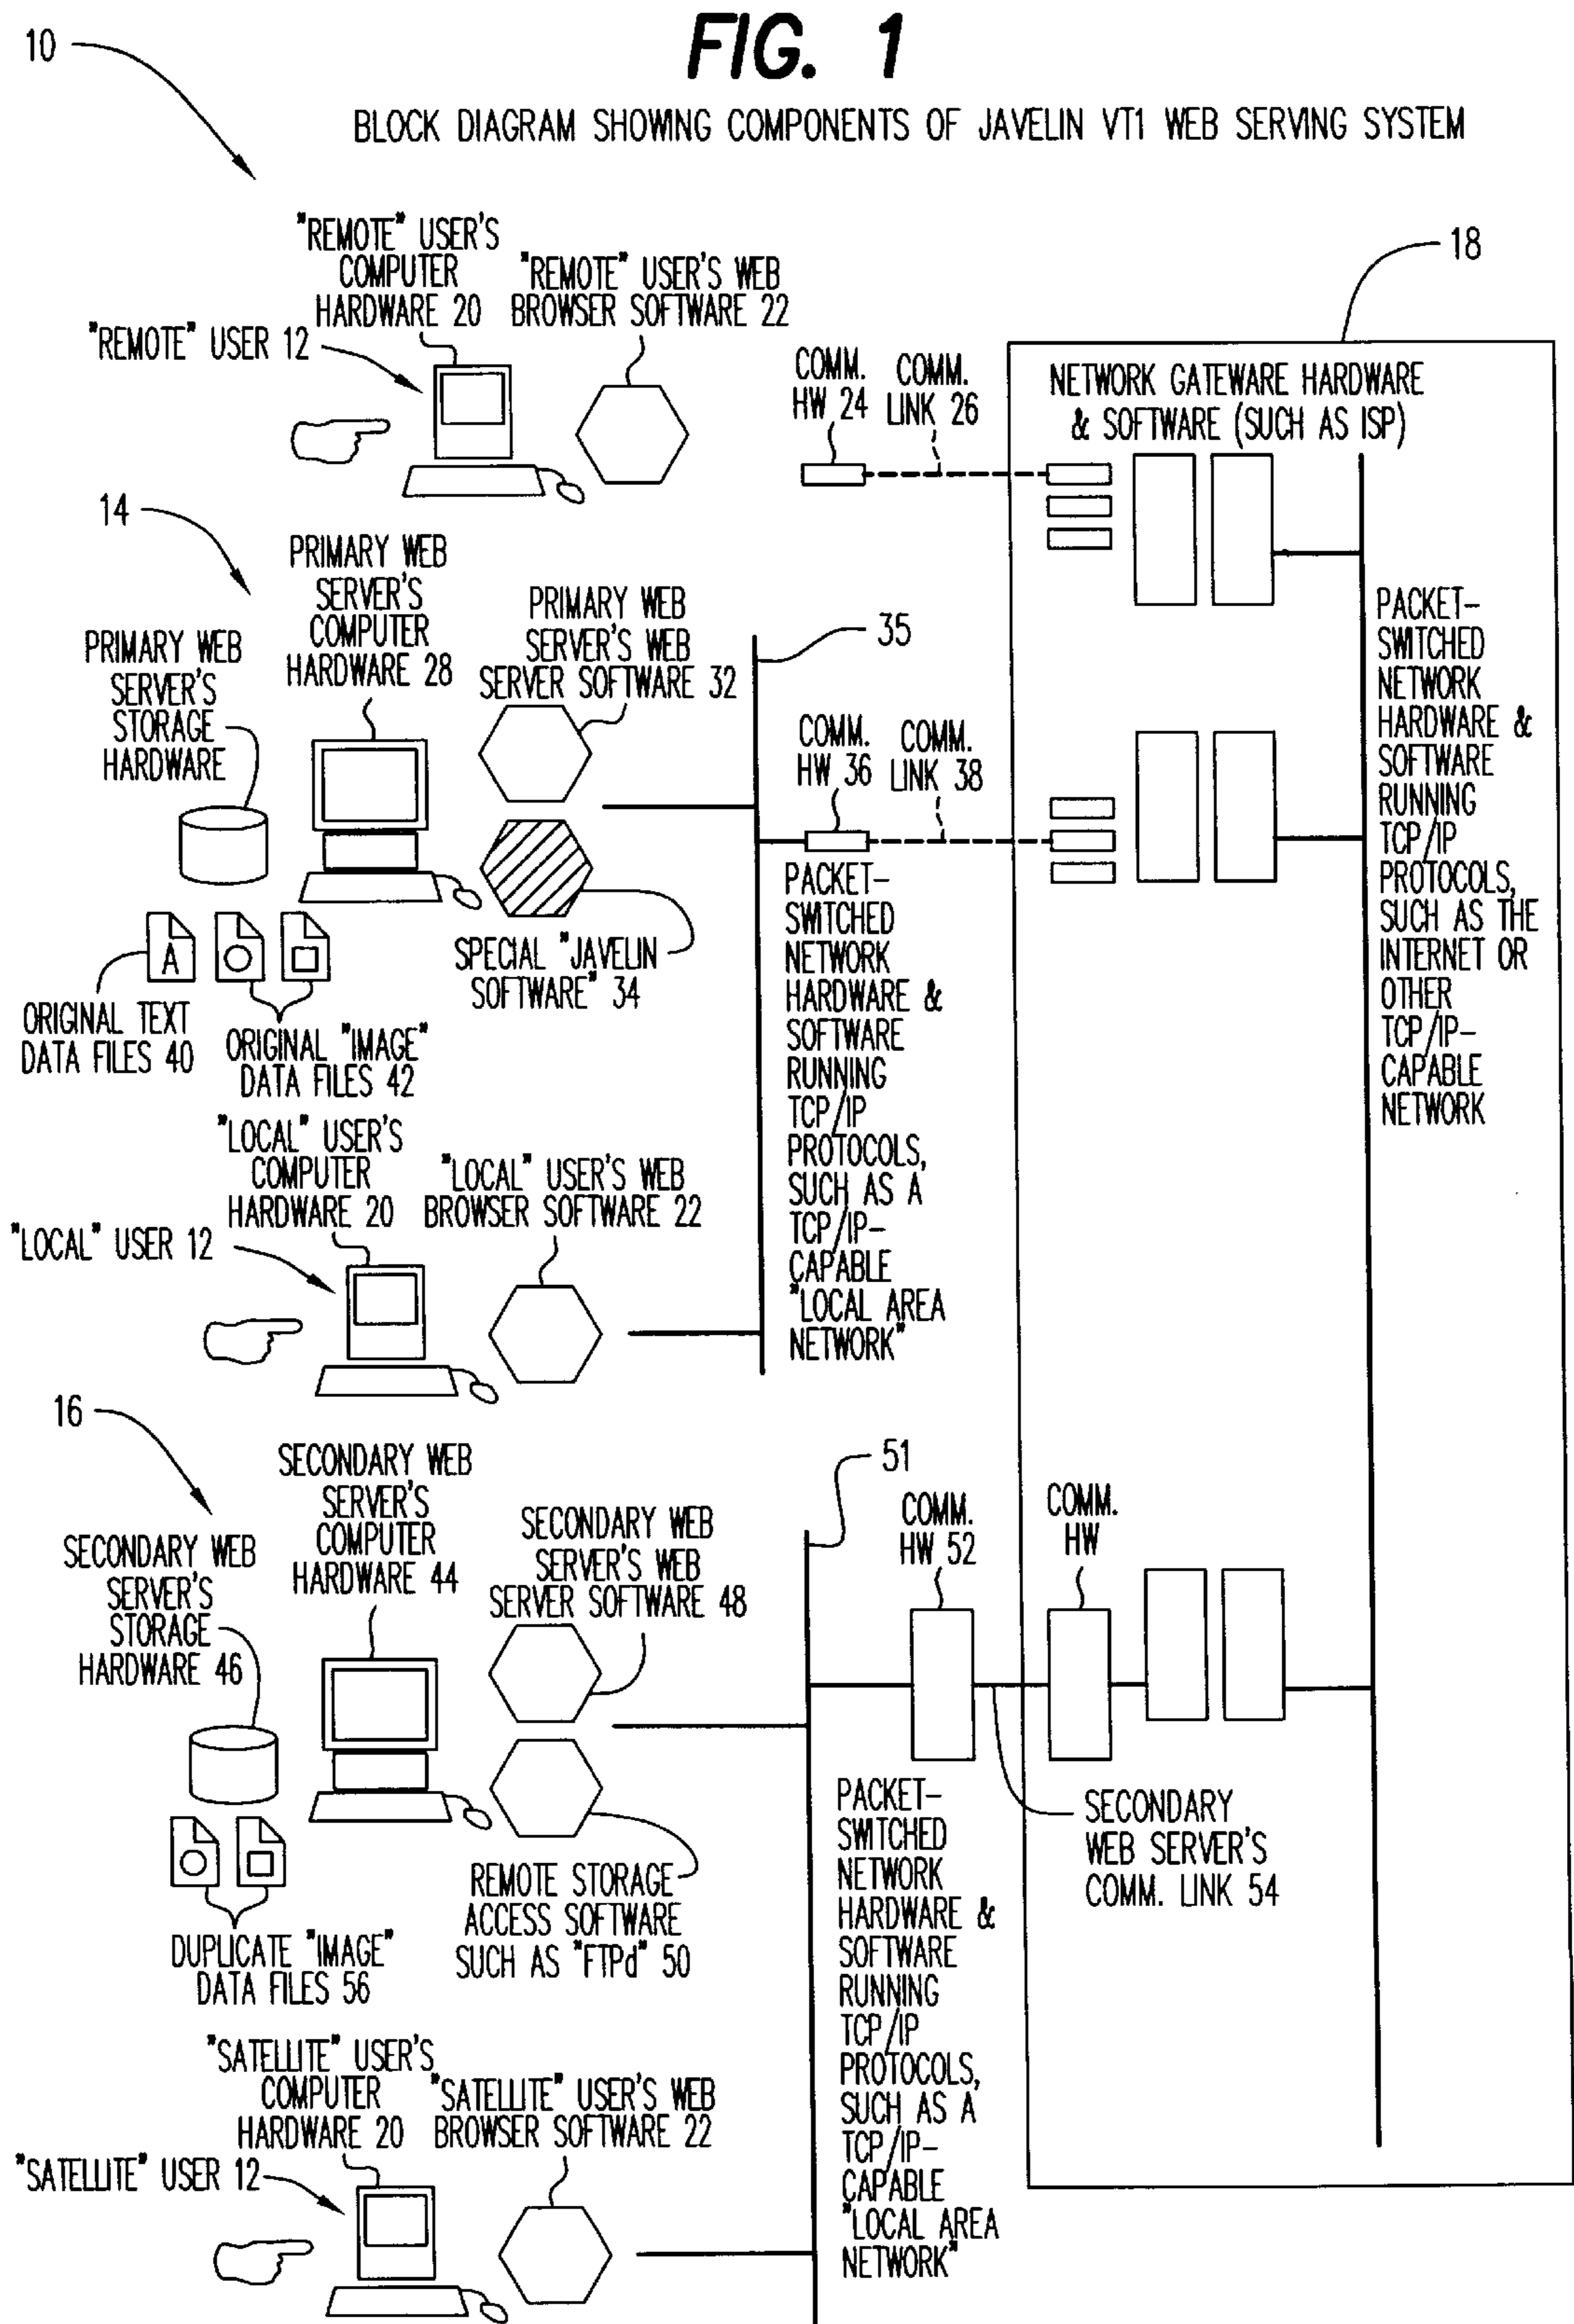 FIG. 1
10
BLOCK DIAGRAM SHOWING COMPONENTS OF JAVELIN VT1 WEB SERVING SYSTEM
"REMOTE" USER'S
COMPUTER
HARDWARE 20
"REMOTE" USER'S WEB
BROWSER SOFTWARE 22
"REMOTE" USER 12
18
COMM.
HW 24
COMM.
LINK 26
NETWORK GATEWARE HARDWARE
& SOFTWARE (SUCH AS ISP)
14
PRIMARY WEB
SERVER'S
COMPUTER
HARDWARE 28
PRIMARY WEB
SERVER'S WEB
SERVER SOFTWARE 32
35
PRIMARY WEB
SERVER'S
STORAGE
HARDWARE
COMM.
HW 36
COMM.
LINK 38
PACKET-
SWITCHED
NETWORK
HARDWARE &
SOFTWARE
RUNNING
TCP/IP
PROTOCOLS,
SUCH AS THE
INTERNET OR
OTHER
TCP/IP-
CAPABLE
NETWORK
A
SPECIAL "JAVELIN
SOFTWARE" 34
ORIGINAL TEXT
DATA FILES 40
ORIGINAL "IMAGE"
DATA FILES 42
PACKET-
SWITCHED
NETWORK
HARDWARE &
SOFTWARE
RUNNING
TCP/IP
PROTOCOLS,
SUCH AS A
TCP/IP-
CAPABLE
"LOCAL AREA
NETWORK"
"LOCAL" USER'S
COMPUTER
HARDWARE 20
"LOCAL" USER'S WEB
BROWSER SOFTWARE 22
"LOCAL" USER 12
16
SECONDARY WEB
SERVER'S
COMPUTER
HARDWARE 44
SECONDARY WEB
SERVER'S WEB
SERVER SOFTWARE 48
51
COMM.
HW 52
COMM.
HW
SECONDARY WEB
SERVER'S
STORAGE
HARDWARE 46
SECONDARY
WEB SERVER'S
COMM. LINK 54
REMOTE STORAGE
ACCESS SOFTWARE
SUCH AS "FTPd" 50
DUPLICATE "IMAGE"
DATA FILES 56
PACKET-
SWITCHED
NETWORK
HARDWARE &
SOFTWARE
RUNNING
TCP/IP
PROTOCOLS,
SUCH AS A
TCP/IP-
CAPABLE
"LOCAL AREA
NETWORK"
"SATELLITE" USER'S
COMPUTER
HARDWARE 20
"SATELLITE" USER'S WEB
BROWSER SOFTWARE 22
"SATELLITE" USER 12